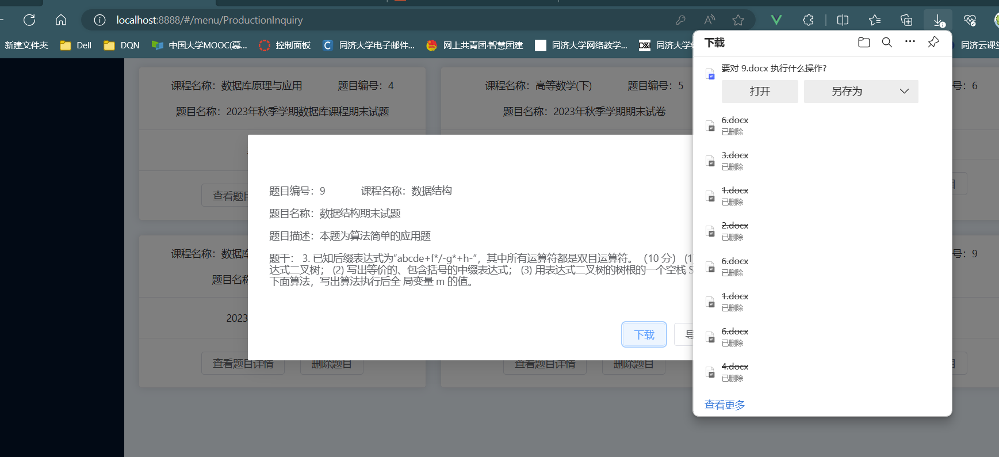 localhost:8888/#/menu/ProductionInquiry
新建文件夹 Dell DQN 中国大学MOOC(慕... 控制面板 同济大学电子邮件... 网上共青团·智慧团建 同济大学网络教学... 同济大学 同济云课堂
下载
要对 9.docx 执行什么操作?
打开 另存为
6.docx
已删除
3.docx
已删除
1.docx
已删除
2.docx
已删除
6.docx
已删除
1.docx
已删除
6.docx
已删除
4.docx
已删除
查看更多
课程名称：数据库原理与应用 题目编号：4
题目名称：2023年秋季学期数据库课程期末试题
查看题目
课程名称：高等数学(下) 题目编号：5
题目名称：2023年秋季学期期末试卷
号：6
题目编号：9 课程名称：数据结构
题目名称：数据结构期末试题
题目描述：本题为算法简单的应用题
题干： 3. 已知后缀表达式为"abcde+f*/-g*+h-"，其中所有运算符都是双目运算符。（10 分） (1
达式二叉树； (2) 写出等价的、包含括号的中缀表达式； (3) 用表达式二叉树的树根的一个空栈 S
下面算法，写出算法执行后全 局变量 m 的值。
下载 导
课程名称：数据库
题目名称
2023
查看题目详情 删除题目
查看题目详情 删除题目
号：9